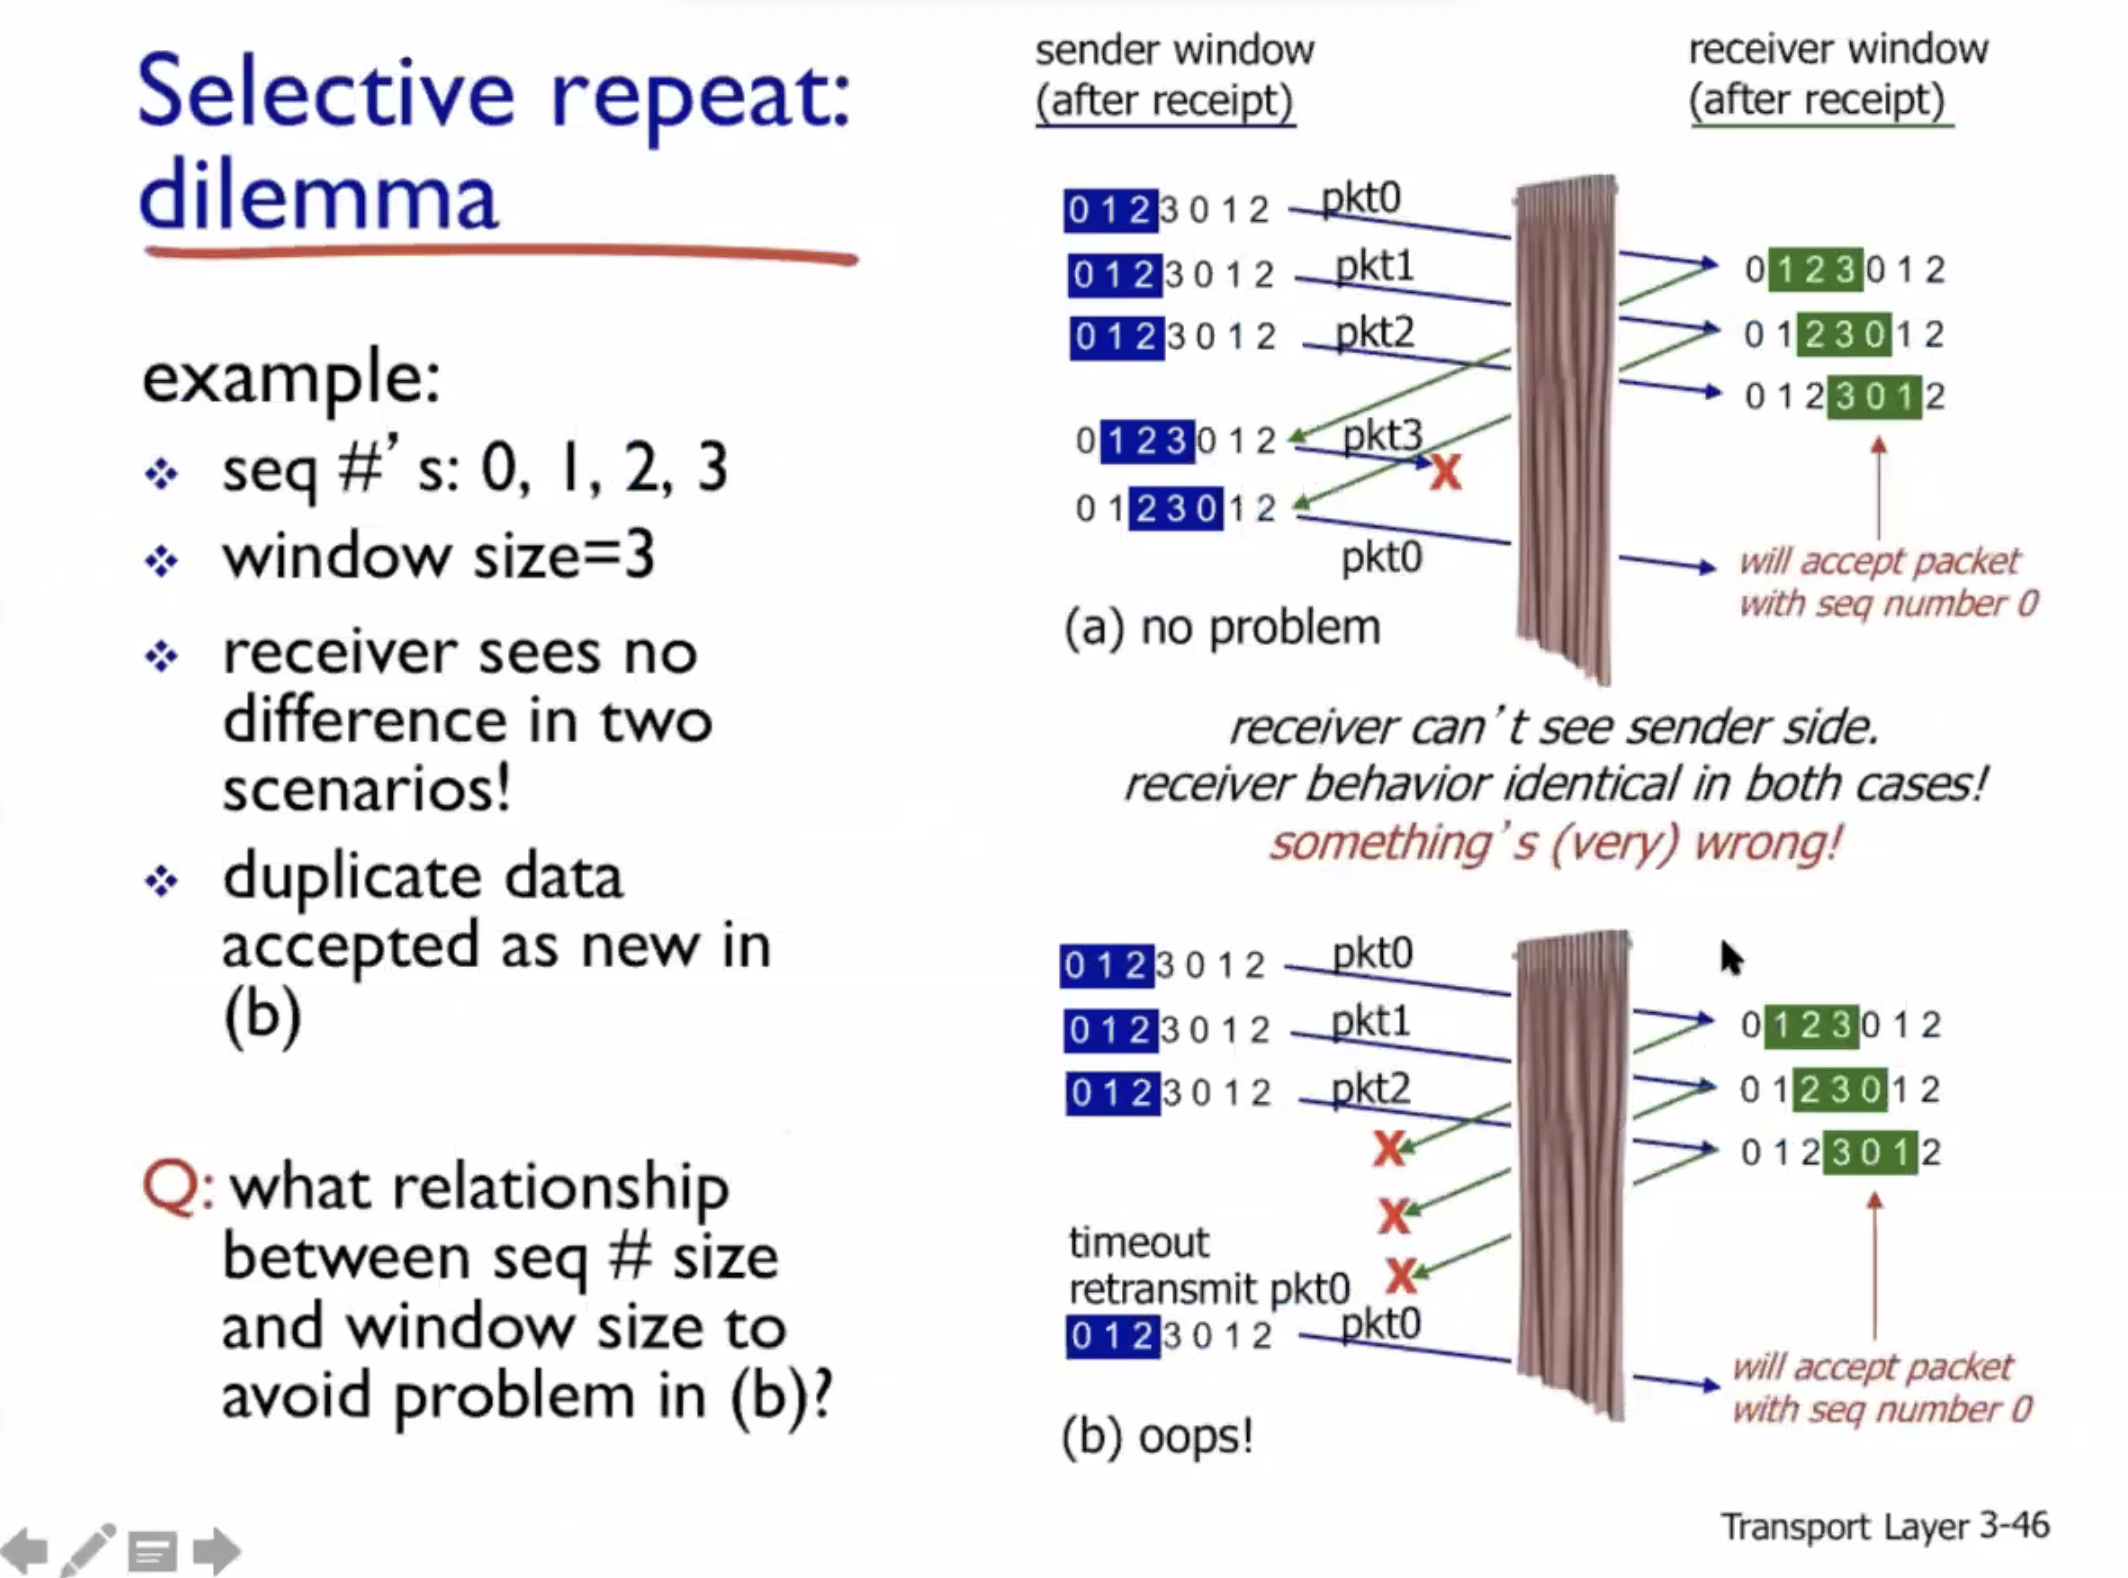 Selective repeat:
dilemma
example:
❖ seq #’ s: 0, 1, 2, 3
❖ window size=3
❖ receiver sees no
difference in two
scenarios!
❖ duplicate data
accepted as new in
(b)
Q: what relationship
between seq # size
and window size to
avoid problem in (b)?
sender window
(after receipt)
receiver window
(after receipt)
0 1 2 3 0 1 2
pkt0
0 1 2 3 0 1 2
0 1 2 3 0 1 2
pkt1
0 1 2 3 0 1 2
0 1 2 3 0 1 2
pkt2
0 1 2 3 0 1 2
0 1 2 3 0 1 2
pkt3
X
0 1 2 3 0 1 2
pkt0
will accept packet
with seq number 0
(a) no problem
receiver can’t see sender side.
receiver behavior identical in both cases!
something’s (very) wrong!
0 1 2 3 0 1 2
pkt0
0 1 2 3 0 1 2
0 1 2 3 0 1 2
pkt1
0 1 2 3 0 1 2
0 1 2 3 0 1 2
pkt2
0 1 2 3 0 1 2
X
X
X
timeout
retransmit pkt0
0 1 2 3 0 1 2
pkt0
will accept packet
with seq number 0
(b) oops!
Transport Layer 3-46